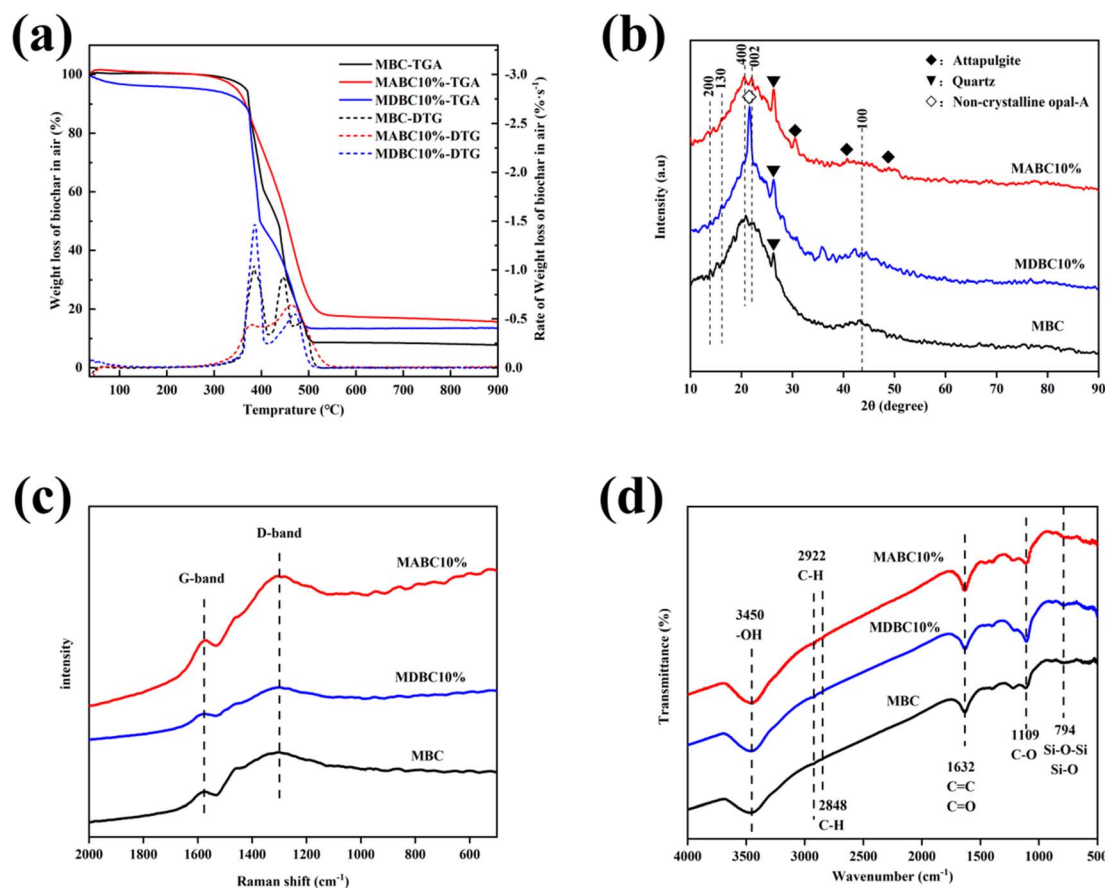 (a)
Weight loss of biochar in air (%)
100
80
60
40
20
0
MBC-TGA
MABC10%-TGA
MDBC10%-TGA
MBC-DTG
MABC10%-DTG
MDBC10%-DTG
-3.0
-2.5
-2.0
-1.5
-1.0
-0.5
0.0
Rate of Weight loss of biochar in air (%·s⁻¹)
100 200 300 400 500 600 700 800 900
Temprature (℃)
(b)
Intensity (a.u)
200
130
400
002
100
◆: Attapulgite
▼: Quartz
◇: Non-crystalline opal-A
MABC10%
MDBC10%
MBC
10 20 30 40 50 60 70 80 90
2θ (degree)
(c)
intensity
G-band
D-band
MABC10%
MDBC10%
MBC
2000 1800 1600 1400 1200 1000 800 600
Raman shift (cm⁻¹)
(d)
Transmittance (%)
3450
-OH
2922
C-H
MABC10%
MDBC10%
MBC
2848
C-H
1632
C=C
C=O
1109
C-O
794
Si-O-Si
Si-O
4000 3500 3000 2500 2000 1500 1000 500
Wavenumber (cm⁻¹)